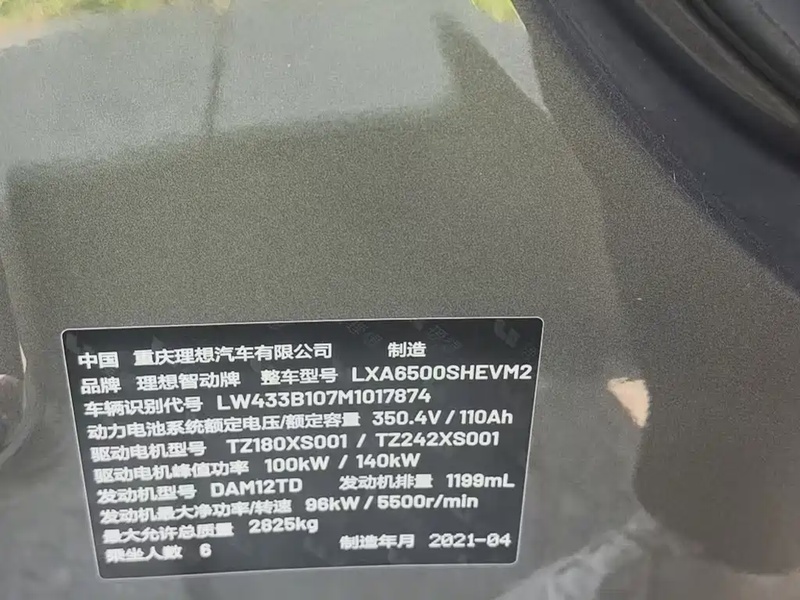 中国 重庆理想汽车有限公司 制造
品牌 理想智动牌 整车型号 LXA6500SHEVM2
车辆识别代号 LW433B107M1017874
动力电池系统额定电压/额定容量 350.4V / 110Ah
驱动电机型号 TZ180XS001 / TZ242XS001
驱动电机峰值功率 100kW / 140kW
发动机型号 DAM12TD 发动机排量 1199mL
发动机最大净功率/转速 96kW / 5500r/min
最大允许总质量 2825kg
乘坐人数 6 制造年月 2021-04